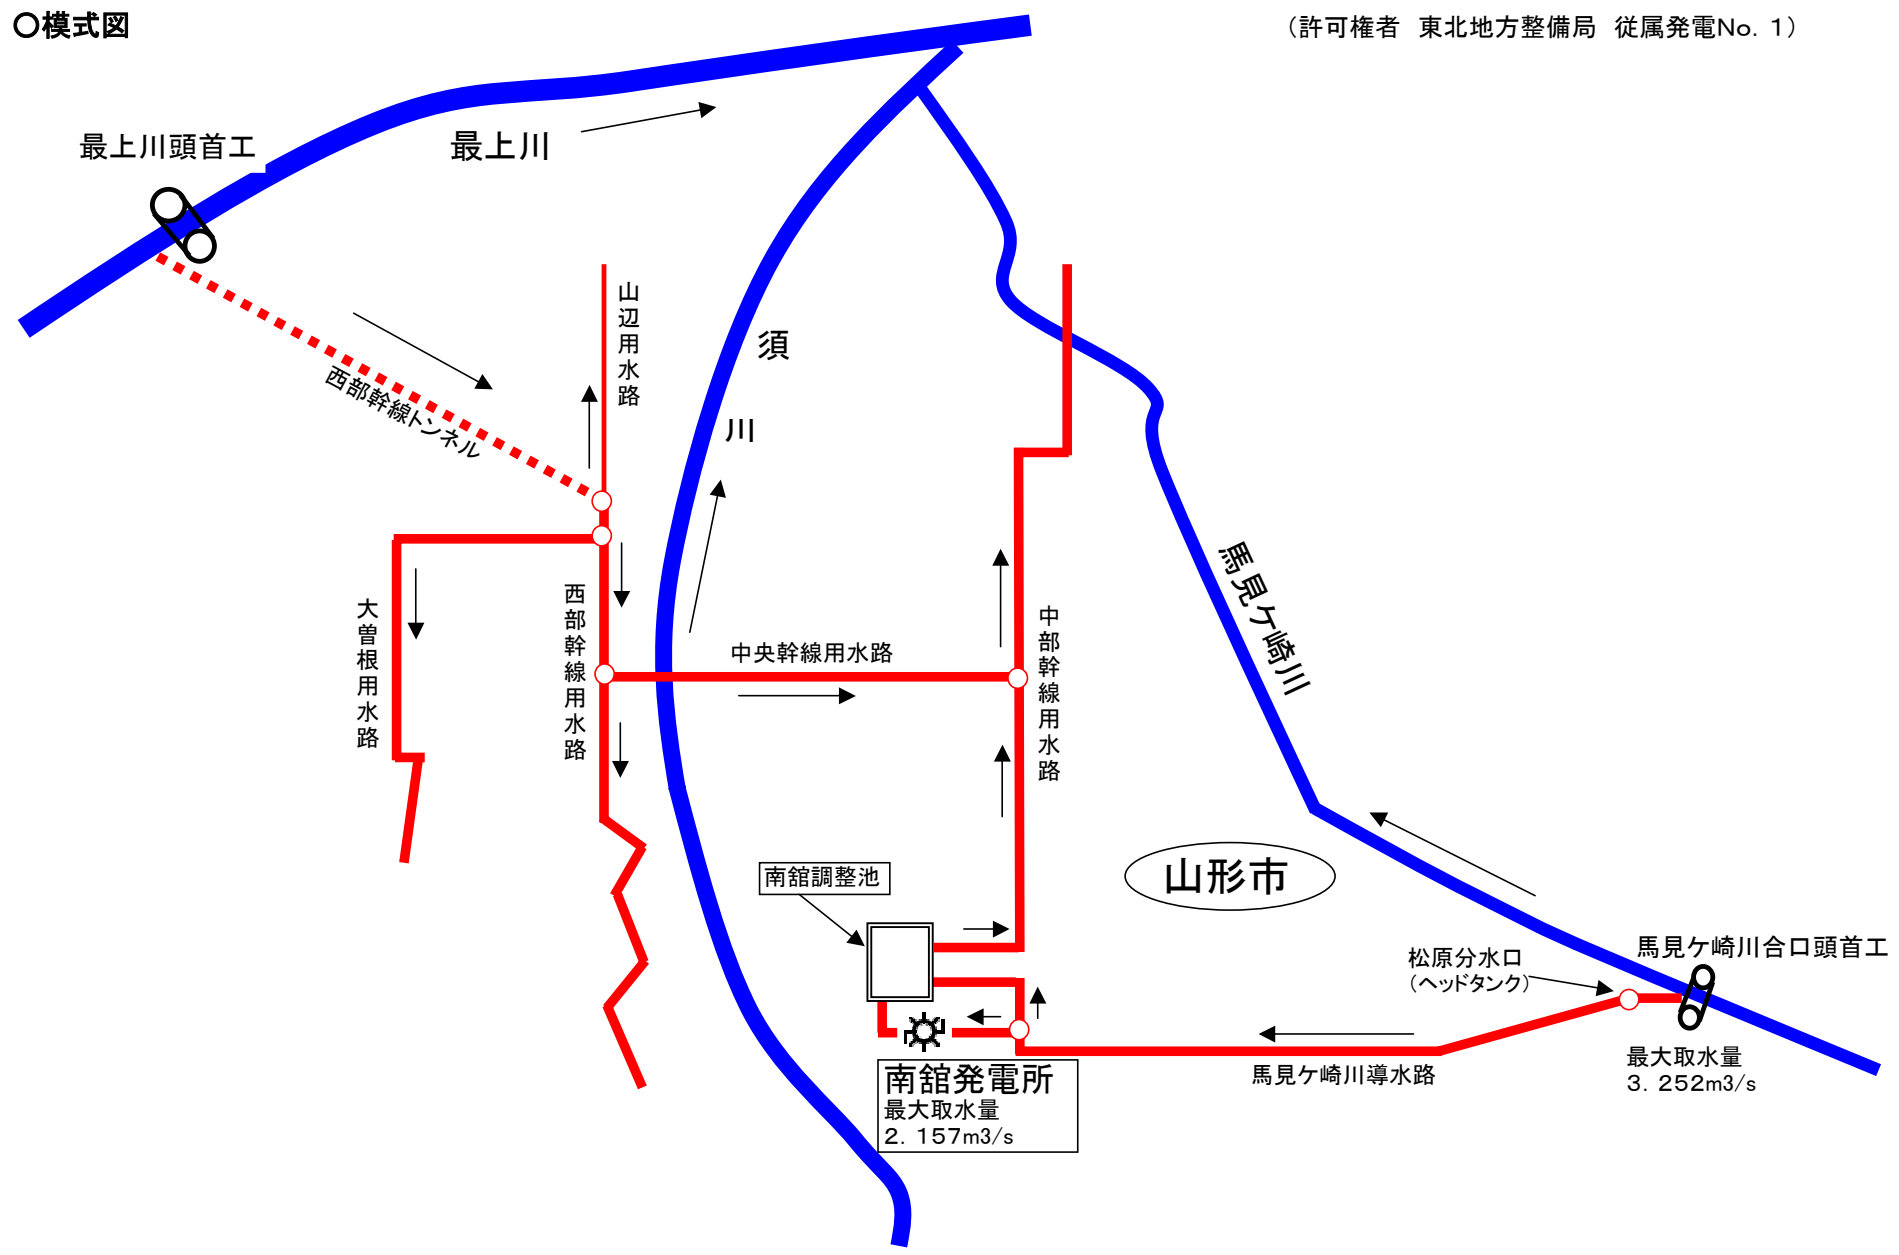 ○模式図
（許可権者　東北地方整備局　従属発電No. 1）
最上川頭首工
最上川
山辺用水路
須川
西部幹線トンネル
馬見ケ崎川
大曽根用水路
西部幹線用水路
中央幹線用水路
中部幹線用水路
南舘調整池
山形市
馬見ケ崎川合口頭首工
松原分水口
（ヘッドタンク）
最大取水量
3. 252m3/s
馬見ケ崎川導水路
南舘発電所
最大取水量
2. 157m3/s